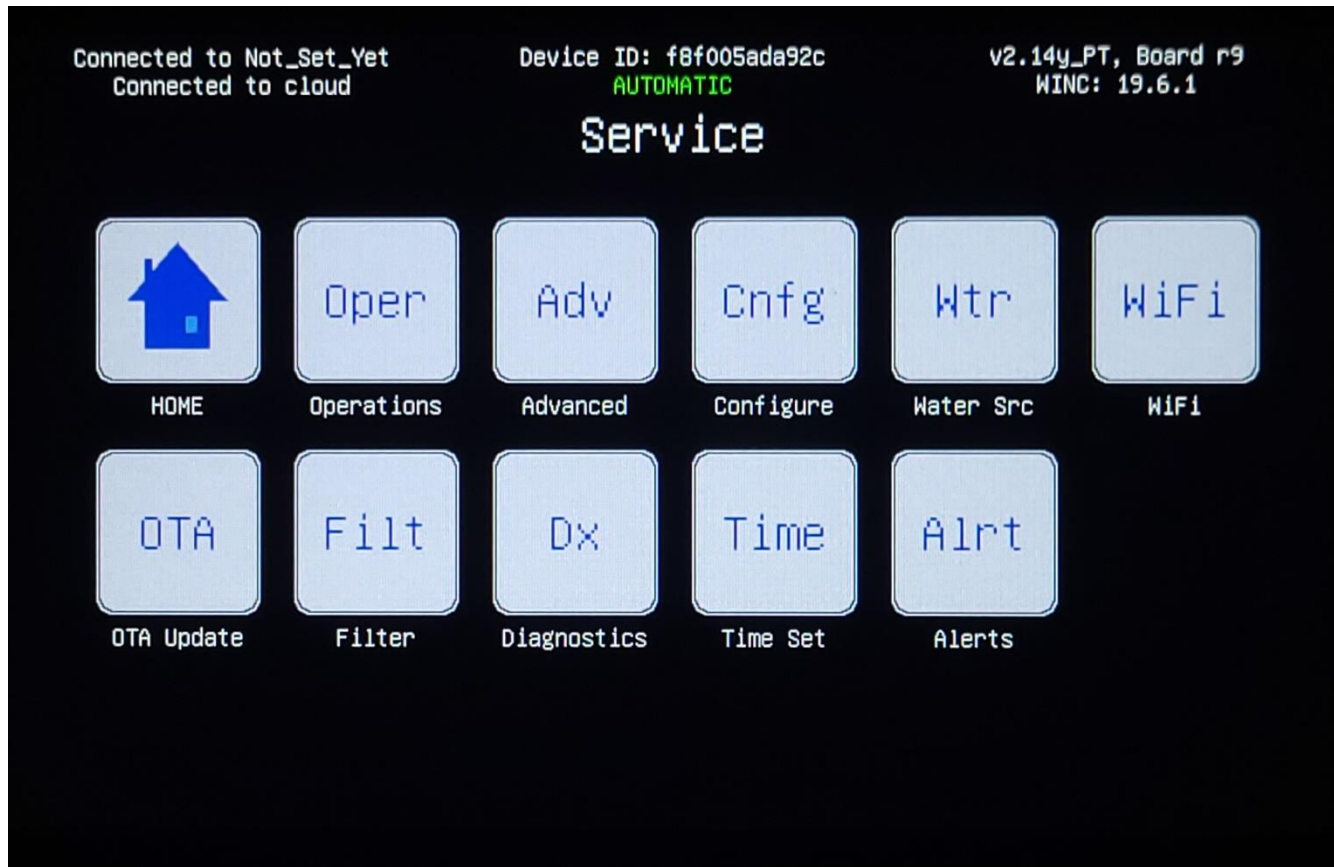 Connected to Not_Set_Yet
Connected to cloud
Device ID: f8f005ada92c
AUTOMATIC
v2.14y_PT, Board r9
WINC: 19.6.1
Service
Oper
Adv
Cnfg
Wtr
WiFi
HOME
Operations
Advanced
Configure
Water Src
WiFi
OTA
Filt
Dx
Time
Alrt
OTA Update
Filter
Diagnostics
Time Set
Alerts